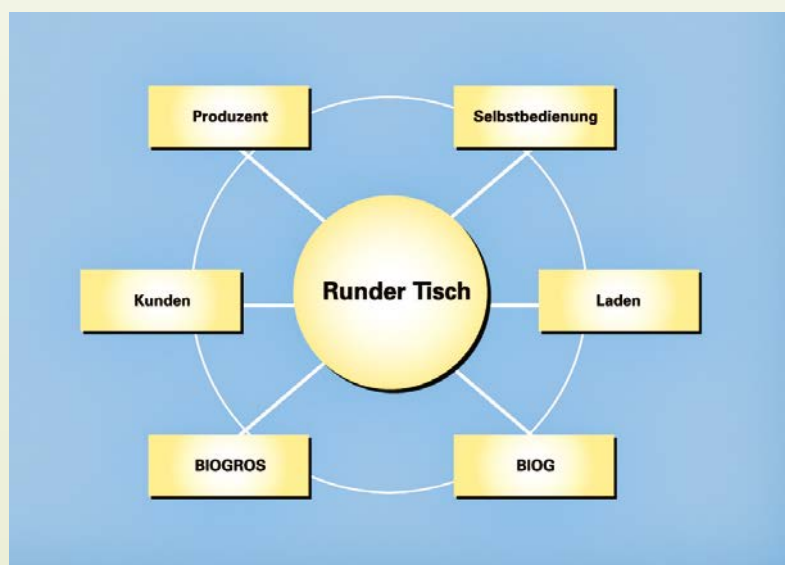 Produzent
Selbstbedienung
Kunden
Runder Tisch
Laden
BIOGROS
BIOG